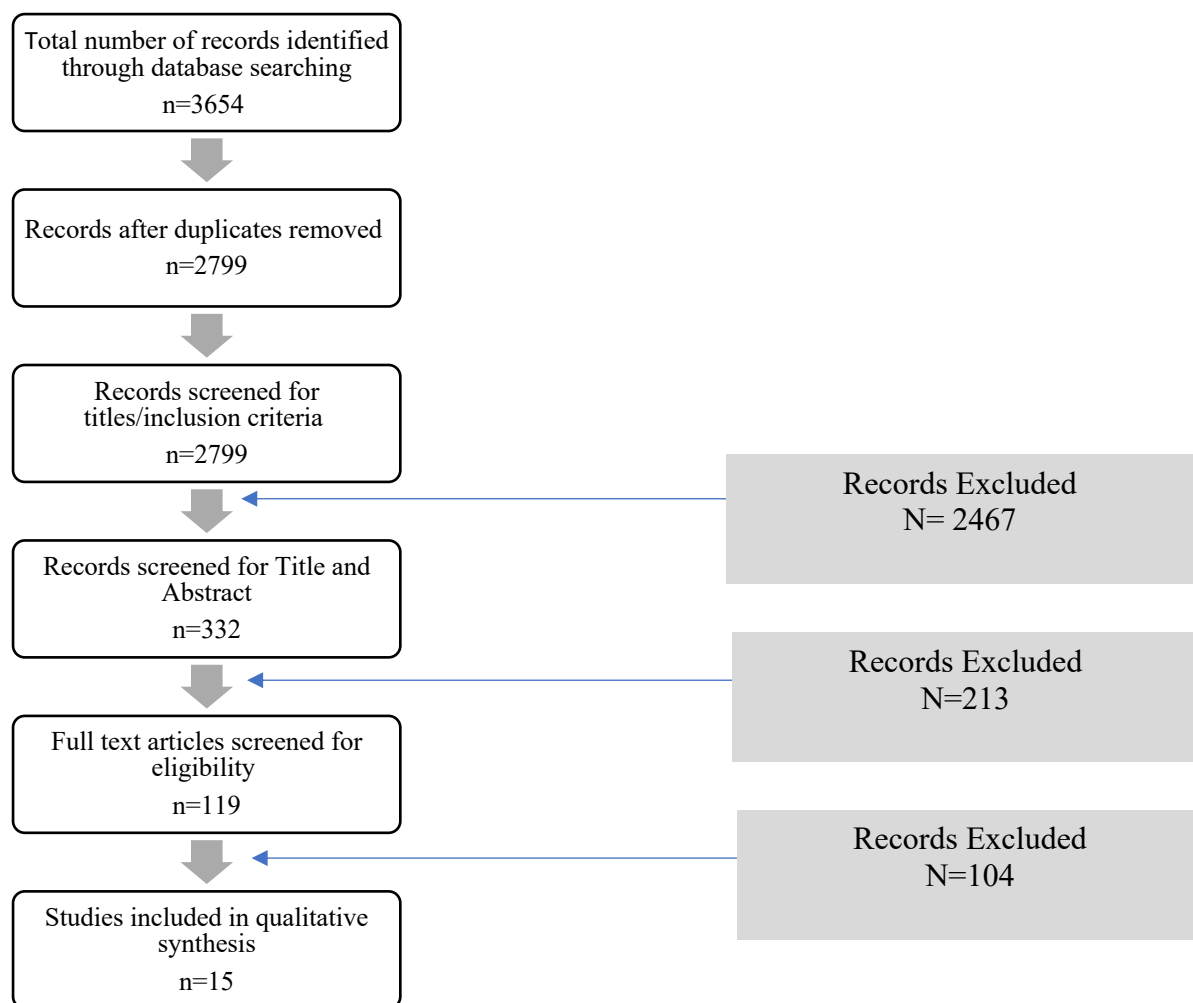 Total number of records identified
through database searching
n=3654
Records after duplicates removed
n=2799
Records screened for
titles/inclusion criteria
n=2799
Records Excluded
N= 2467
Records screened for Title and
Abstract
n=332
Records Excluded
N=213
Full text articles screened for
eligibility
n=119
Records Excluded
N=104
Studies included in qualitative
synthesis
n=15